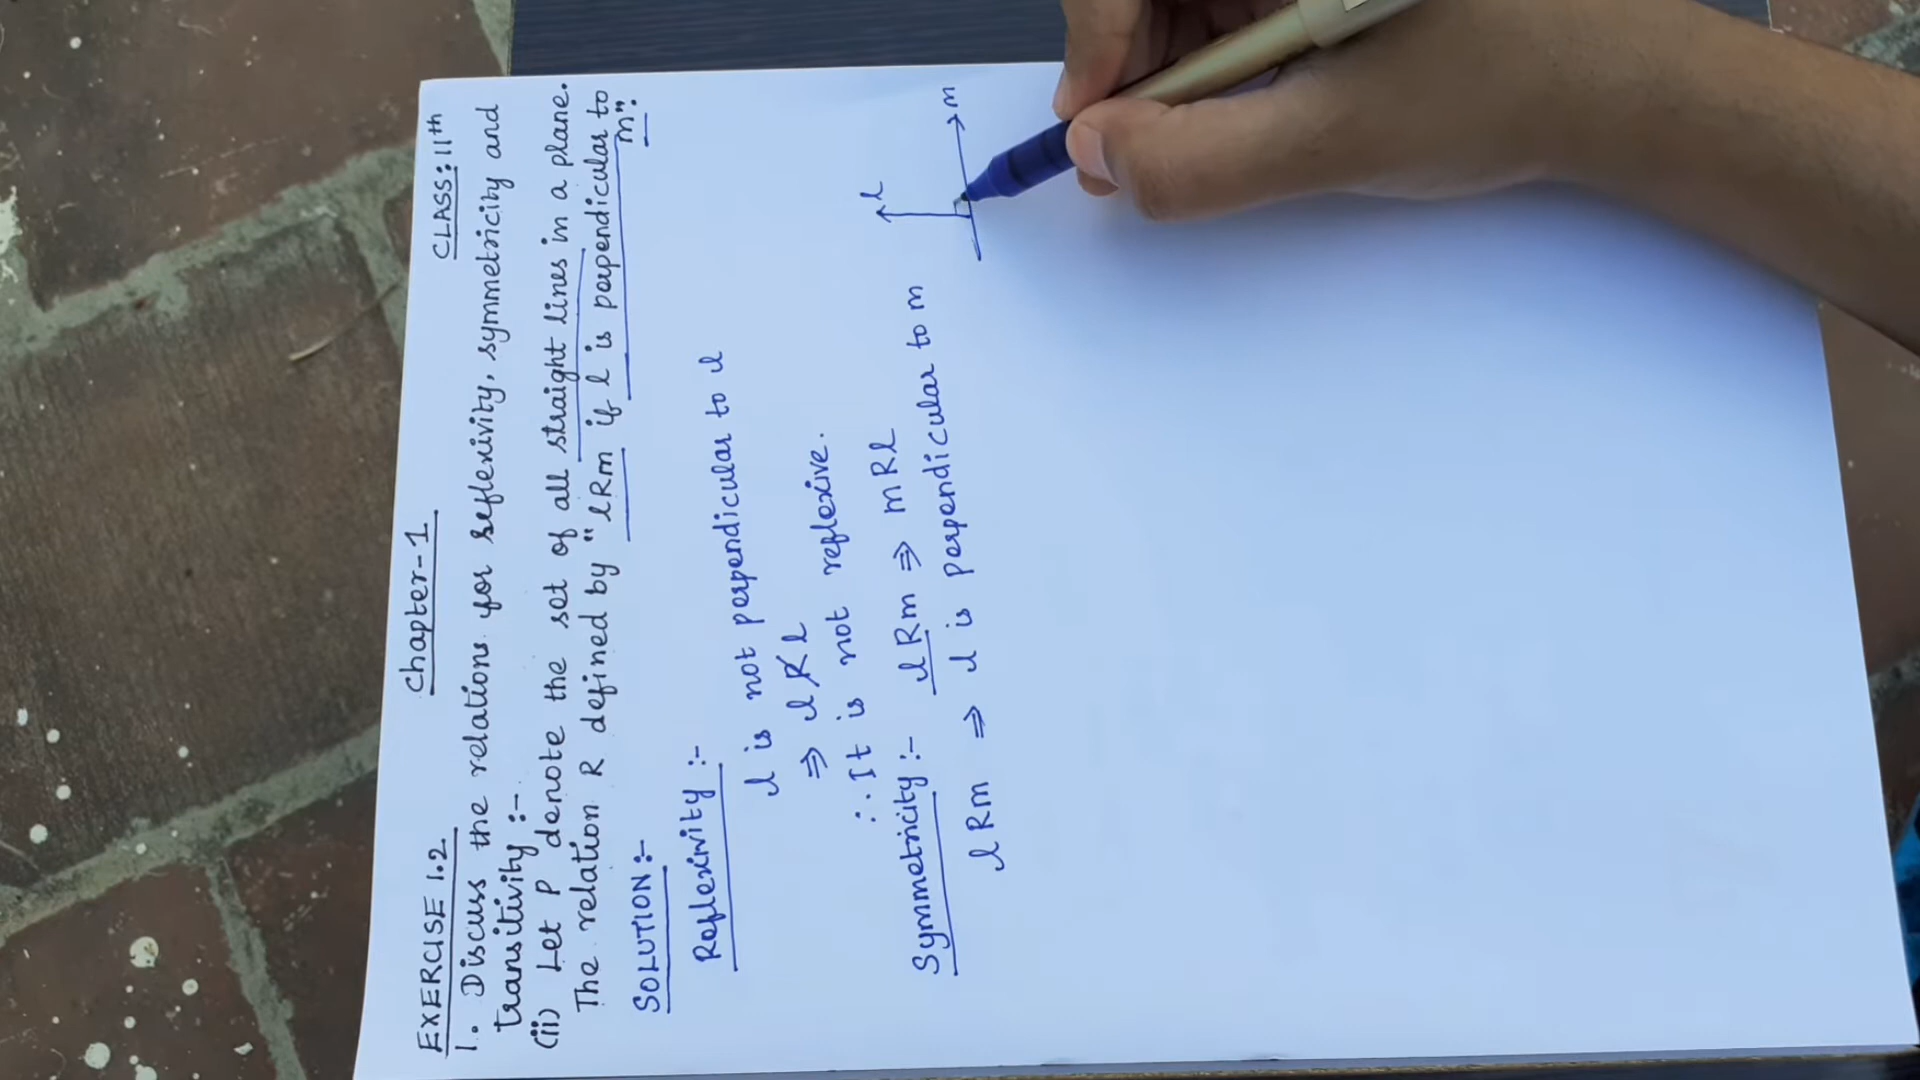 Chapter-1
CLASS: 11th
EXERCISE 1.2
1. Discuss the relations for reflexivity, symmetricity and
transitivity :-
(ii) Let P denote the set of all straight lines in a plane.
The relation R defined by "lRm if l is perpendicular to
m".
SOLUTION:-
Reflexivity :-
l is not perpendicular to l
⇒ l R̸ l
∴ It is not reflexive.
Symmetricity :- lRm ⇒ mRl
lRm ⇒ l is perpendicular to m
l
m